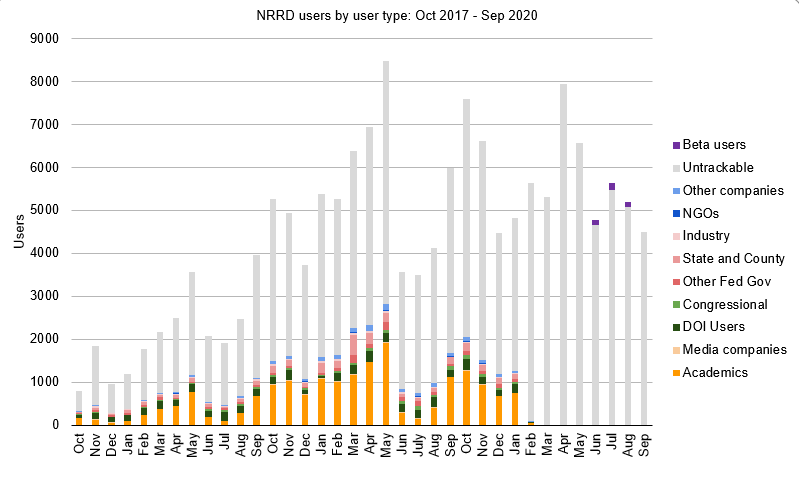 NRRD users by user type: Oct 2017 - Sep 2020
9000
8000
7000
6000
5000
4000
3000
2000
1000
0
Users
Oct Nov Dec Jan Feb Mar Apr May Jun Jul Aug Sep Oct Nov Dec Jan Feb Mar Apr May Jun July Aug Sep Oct Nov Dec Jan Feb Mar Apr May Jun Jul Aug Sep
Beta users
Untrackable
Other companies
NGOs
Industry
State and County
Other Fed Gov
Congressional
DOI Users
Media companies
Academics